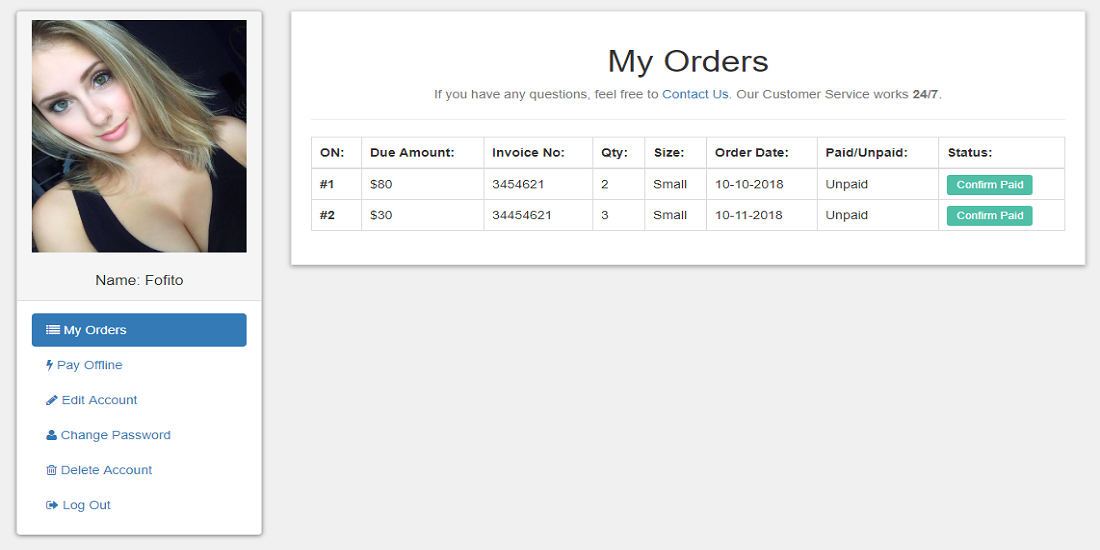 Name: Fofito
My Orders
Pay Offline
Edit Account
Change Password
Delete Account
Log Out
My Orders
If you have any questions, feel free to Contact Us. Our Customer Service works 24/7.
ON: Due Amount: Invoice No: Qty: Size: Order Date: Paid/Unpaid: Status:
#1 $80 3454621 2 Small 10-10-2018 Unpaid Confirm Paid
#2 $30 34454621 3 Small 10-11-2018 Unpaid Confirm Paid